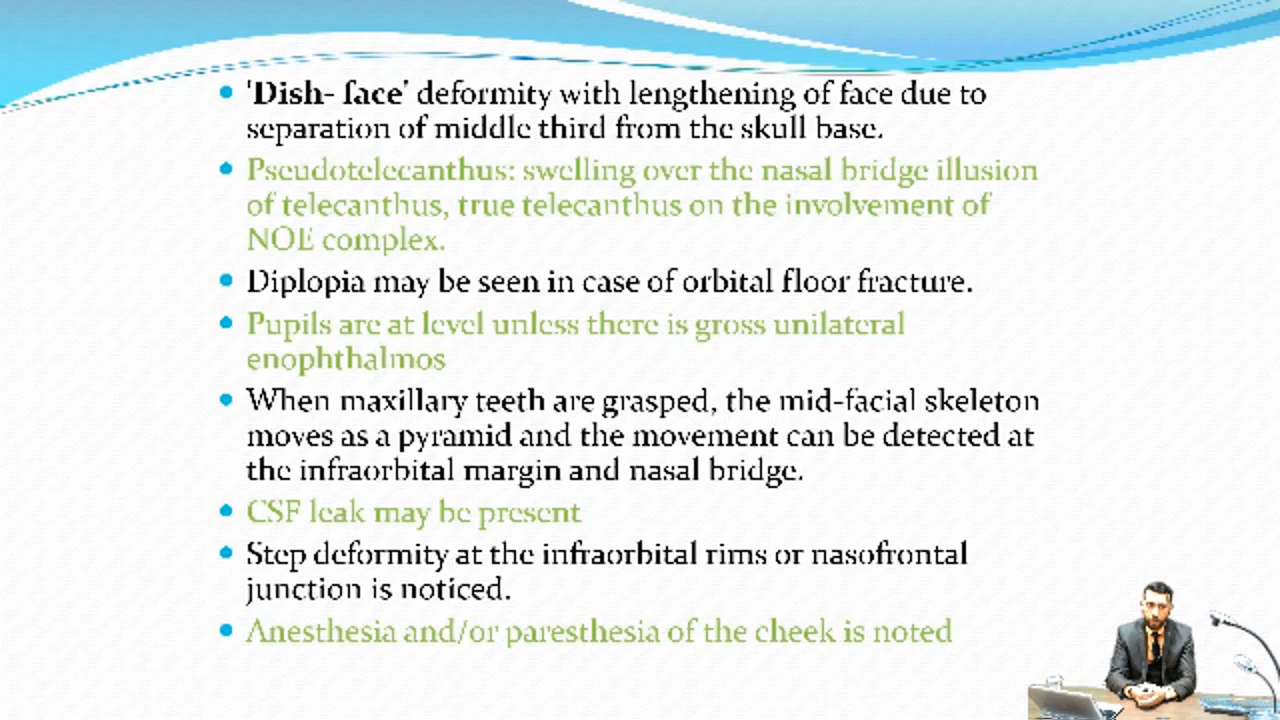 'Dish- face' deformity with lengthening of face due to
separation of middle third from the skull base.
Pseudotelecanthus: swelling over the nasal bridge illusion
of telecanthus, true telecanthus on the involvement of
NOE complex.
Diplopia may be seen in case of orbital floor fracture.
Pupils are at level unless there is gross unilateral
enophthalmos
When maxillary teeth are grasped, the mid-facial skeleton
moves as a pyramid and the movement can be detected at
the infraorbital margin and nasal bridge.
CSF leak may be present
Step deformity at the infraorbital rims or nasofrontal
junction is noticed.
Anesthesia and/or paresthesia of the cheek is noted